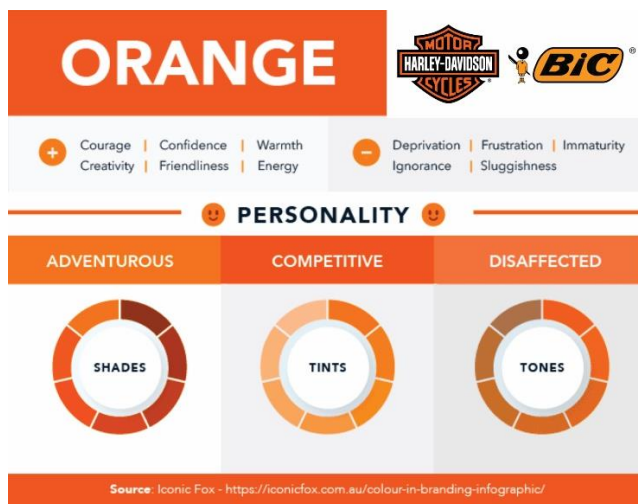 ORANGE
MOTOR
HARLEY-DAVIDSON
CYCLES
BiC
®
+ Courage | Confidence | Warmth
Creativity | Friendliness | Energy
− Deprivation | Frustration | Immaturity
Ignorance | Sluggishness
PERSONALITY
ADVENTUROUS
COMPETITIVE
DISAFFECTED
SHADES
TINTS
TONES
Source: Iconic Fox - https://iconicfox.com.au/colour-in-branding-infographic/